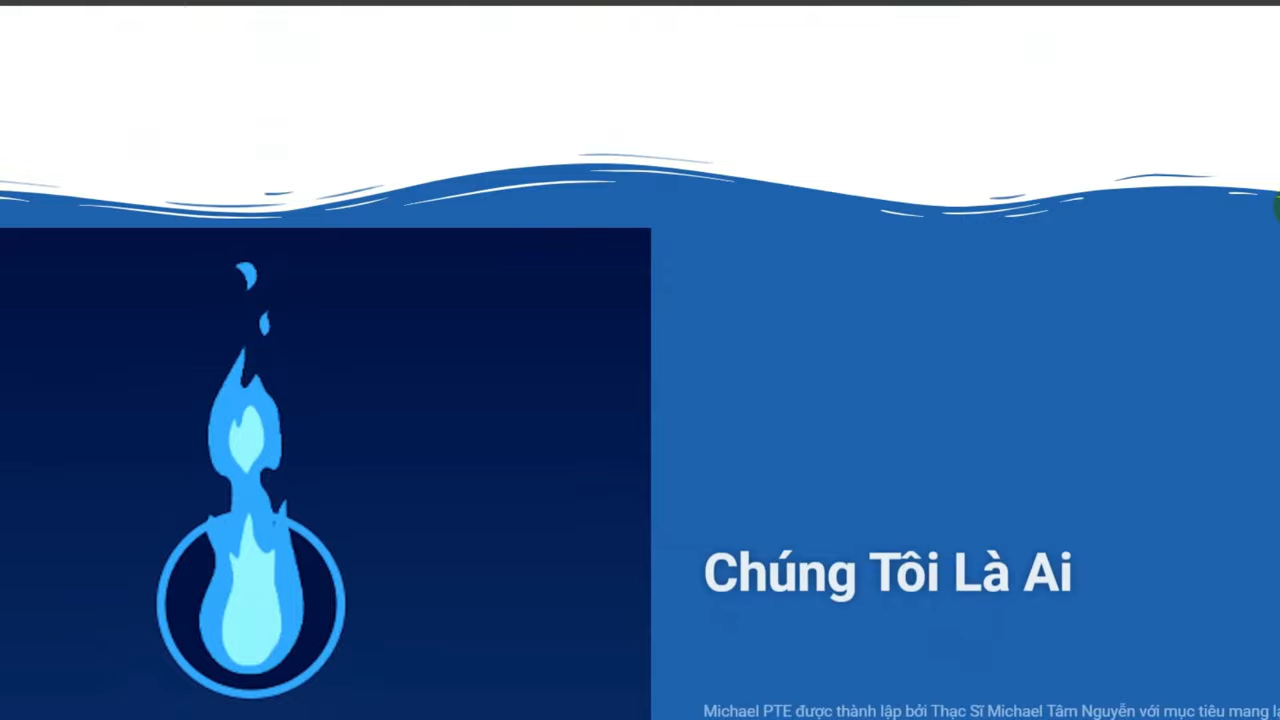 Chúng Tôi Là Ai
Michael PTE được thành lập bởi Thạc Sĩ Michael Tâm Nguyễn với mục tiêu mang